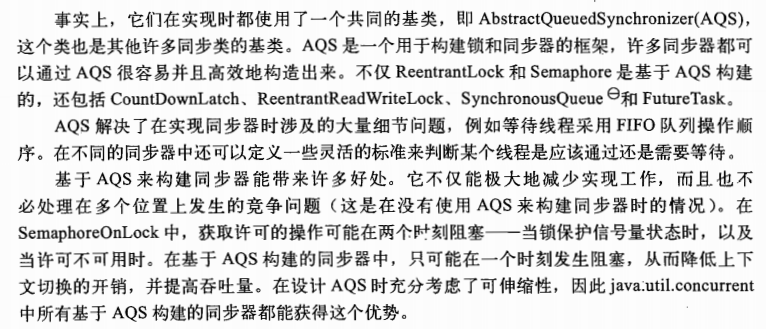 事实上，它们在实现时都使用了一个共同的基类，即 AbstractQueuedSynchronizer(AQS)，
这个类也是其他许多同步类的基类。AQS 是一个用于构建锁和同步器的框架，许多同步器都可
以通过 AQS 很容易并且高效地构造出来。不仅 ReentrantLock 和 Semaphore 是基于 AQS 构建
的，还包括 CountDownLatch、ReentrantReadWriteLock、SynchronousQueue ⊖和 FutureTask。
AQS 解决了在实现同步器时涉及的大量细节问题，例如等待线程采用 FIFO 队列操作顺
序。在不同的同步器中还可以定义一些灵活的标准来判断某个线程是应该通过还是需要等待。
基于 AQS 来构建同步器能带来许多好处。它不仅能极大地减少实现工作，而且也不
必处理在多个位置上发生的竞争问题（这是在没有使用 AQS 来构建同步器时的情况）。在
SemaphoreOnLock 中，获取许可的操作可能在两个时刻阻塞——当锁保护信号量状态时，以及
当许可不可用时。在基于 AQS 构建的同步器中，只可能在一个时刻发生阻塞，从而降低上下
文切换的开销，并提高吞吐量。在设计 AQS 时充分考虑了可伸缩性，因此 java.util.concurrent
中所有基于 AQS 构建的同步器都能获得这个优势。